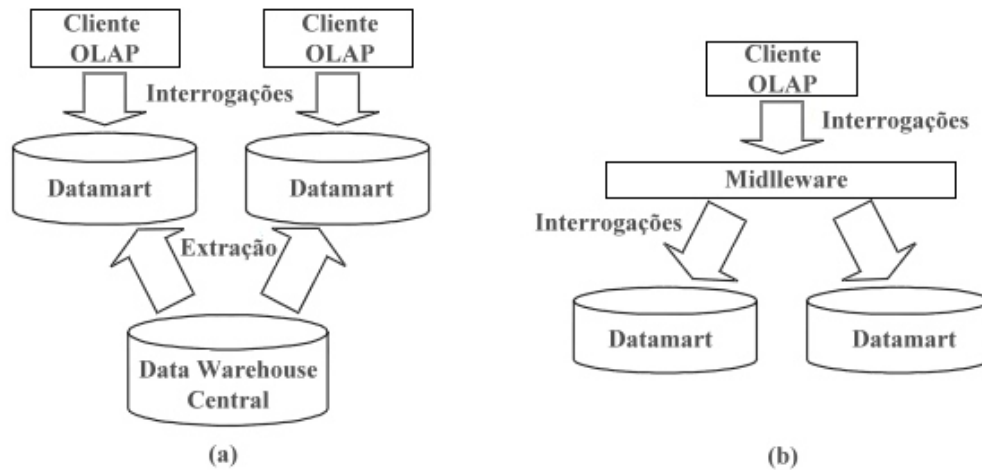 Cliente
OLAP
Cliente
OLAP
Interrogações
Datamart
Datamart
Extração
Data Warehouse
Central
(a)
Cliente
OLAP
Interrogações
Midlleware
Interrogações
Datamart
Datamart
(b)